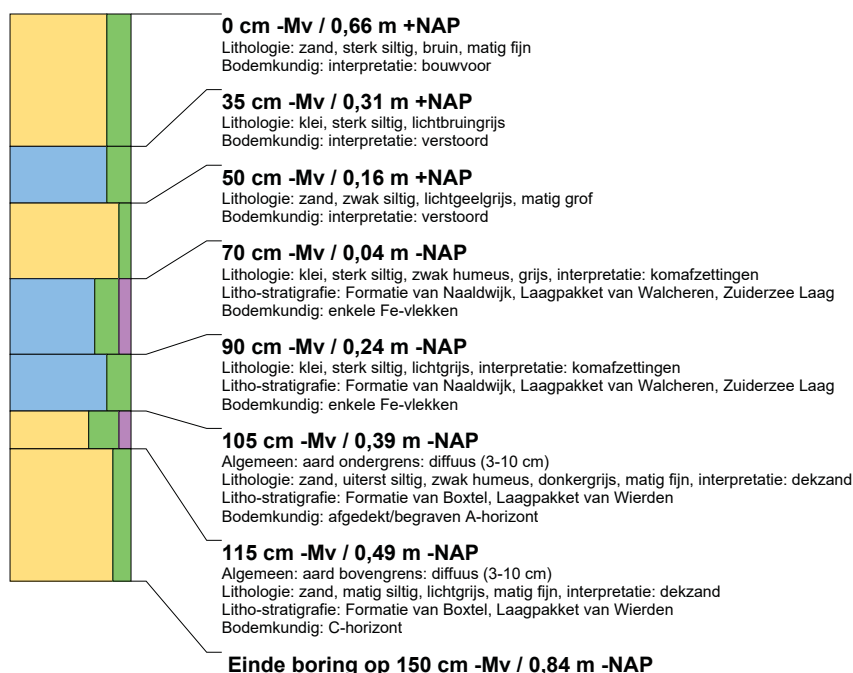 0 cm -Mv / 0,66 m +NAP
Lithologie: zand, sterk siltig, bruin, matig fijn
Bodemkundig: interpretatie: bouwvoor
35 cm -Mv / 0,31 m +NAP
Lithologie: klei, sterk siltig, lichtbruingrijs
Bodemkundig: interpretatie: verstoord
50 cm -Mv / 0,16 m +NAP
Lithologie: zand, zwak siltig, lichtgeelgrijs, matig grof
Bodemkundig: interpretatie: verstoord
70 cm -Mv / 0,04 m -NAP
Lithologie: klei, sterk siltig, zwak humeus, grijs, interpretatie: komafzettingen
Litho-stratigrafie: Formatie van Naaldwijk, Laagpakket van Walcheren, Zuiderzee Laag
Bodemkundig: enkele Fe-vlekken
90 cm -Mv / 0,24 m -NAP
Lithologie: klei, sterk siltig, lichtgrijs, interpretatie: komafzettingen
Litho-stratigrafie: Formatie van Naaldwijk, Laagpakket van Walcheren, Zuiderzee Laag
Bodemkundig: enkele Fe-vlekken
105 cm -Mv / 0,39 m -NAP
Algemeen: aard ondergrens: diffuus (3-10 cm)
Lithologie: zand, uiterst siltig, zwak humeus, donkergrijs, matig fijn, interpretatie: dekzand
Litho-stratigrafie: Formatie van Boxtel, Laagpakket van Wierden
Bodemkundig: afgedekt/begraven A-horizont
115 cm -Mv / 0,49 m -NAP
Algemeen: aard bovengrens: diffuus (3-10 cm)
Lithologie: zand, matig siltig, lichtgrijs, matig fijn, interpretatie: dekzand
Litho-stratigrafie: Formatie van Boxtel, Laagpakket van Wierden
Bodemkundig: C-horizont
Einde boring op 150 cm -Mv / 0,84 m -NAP